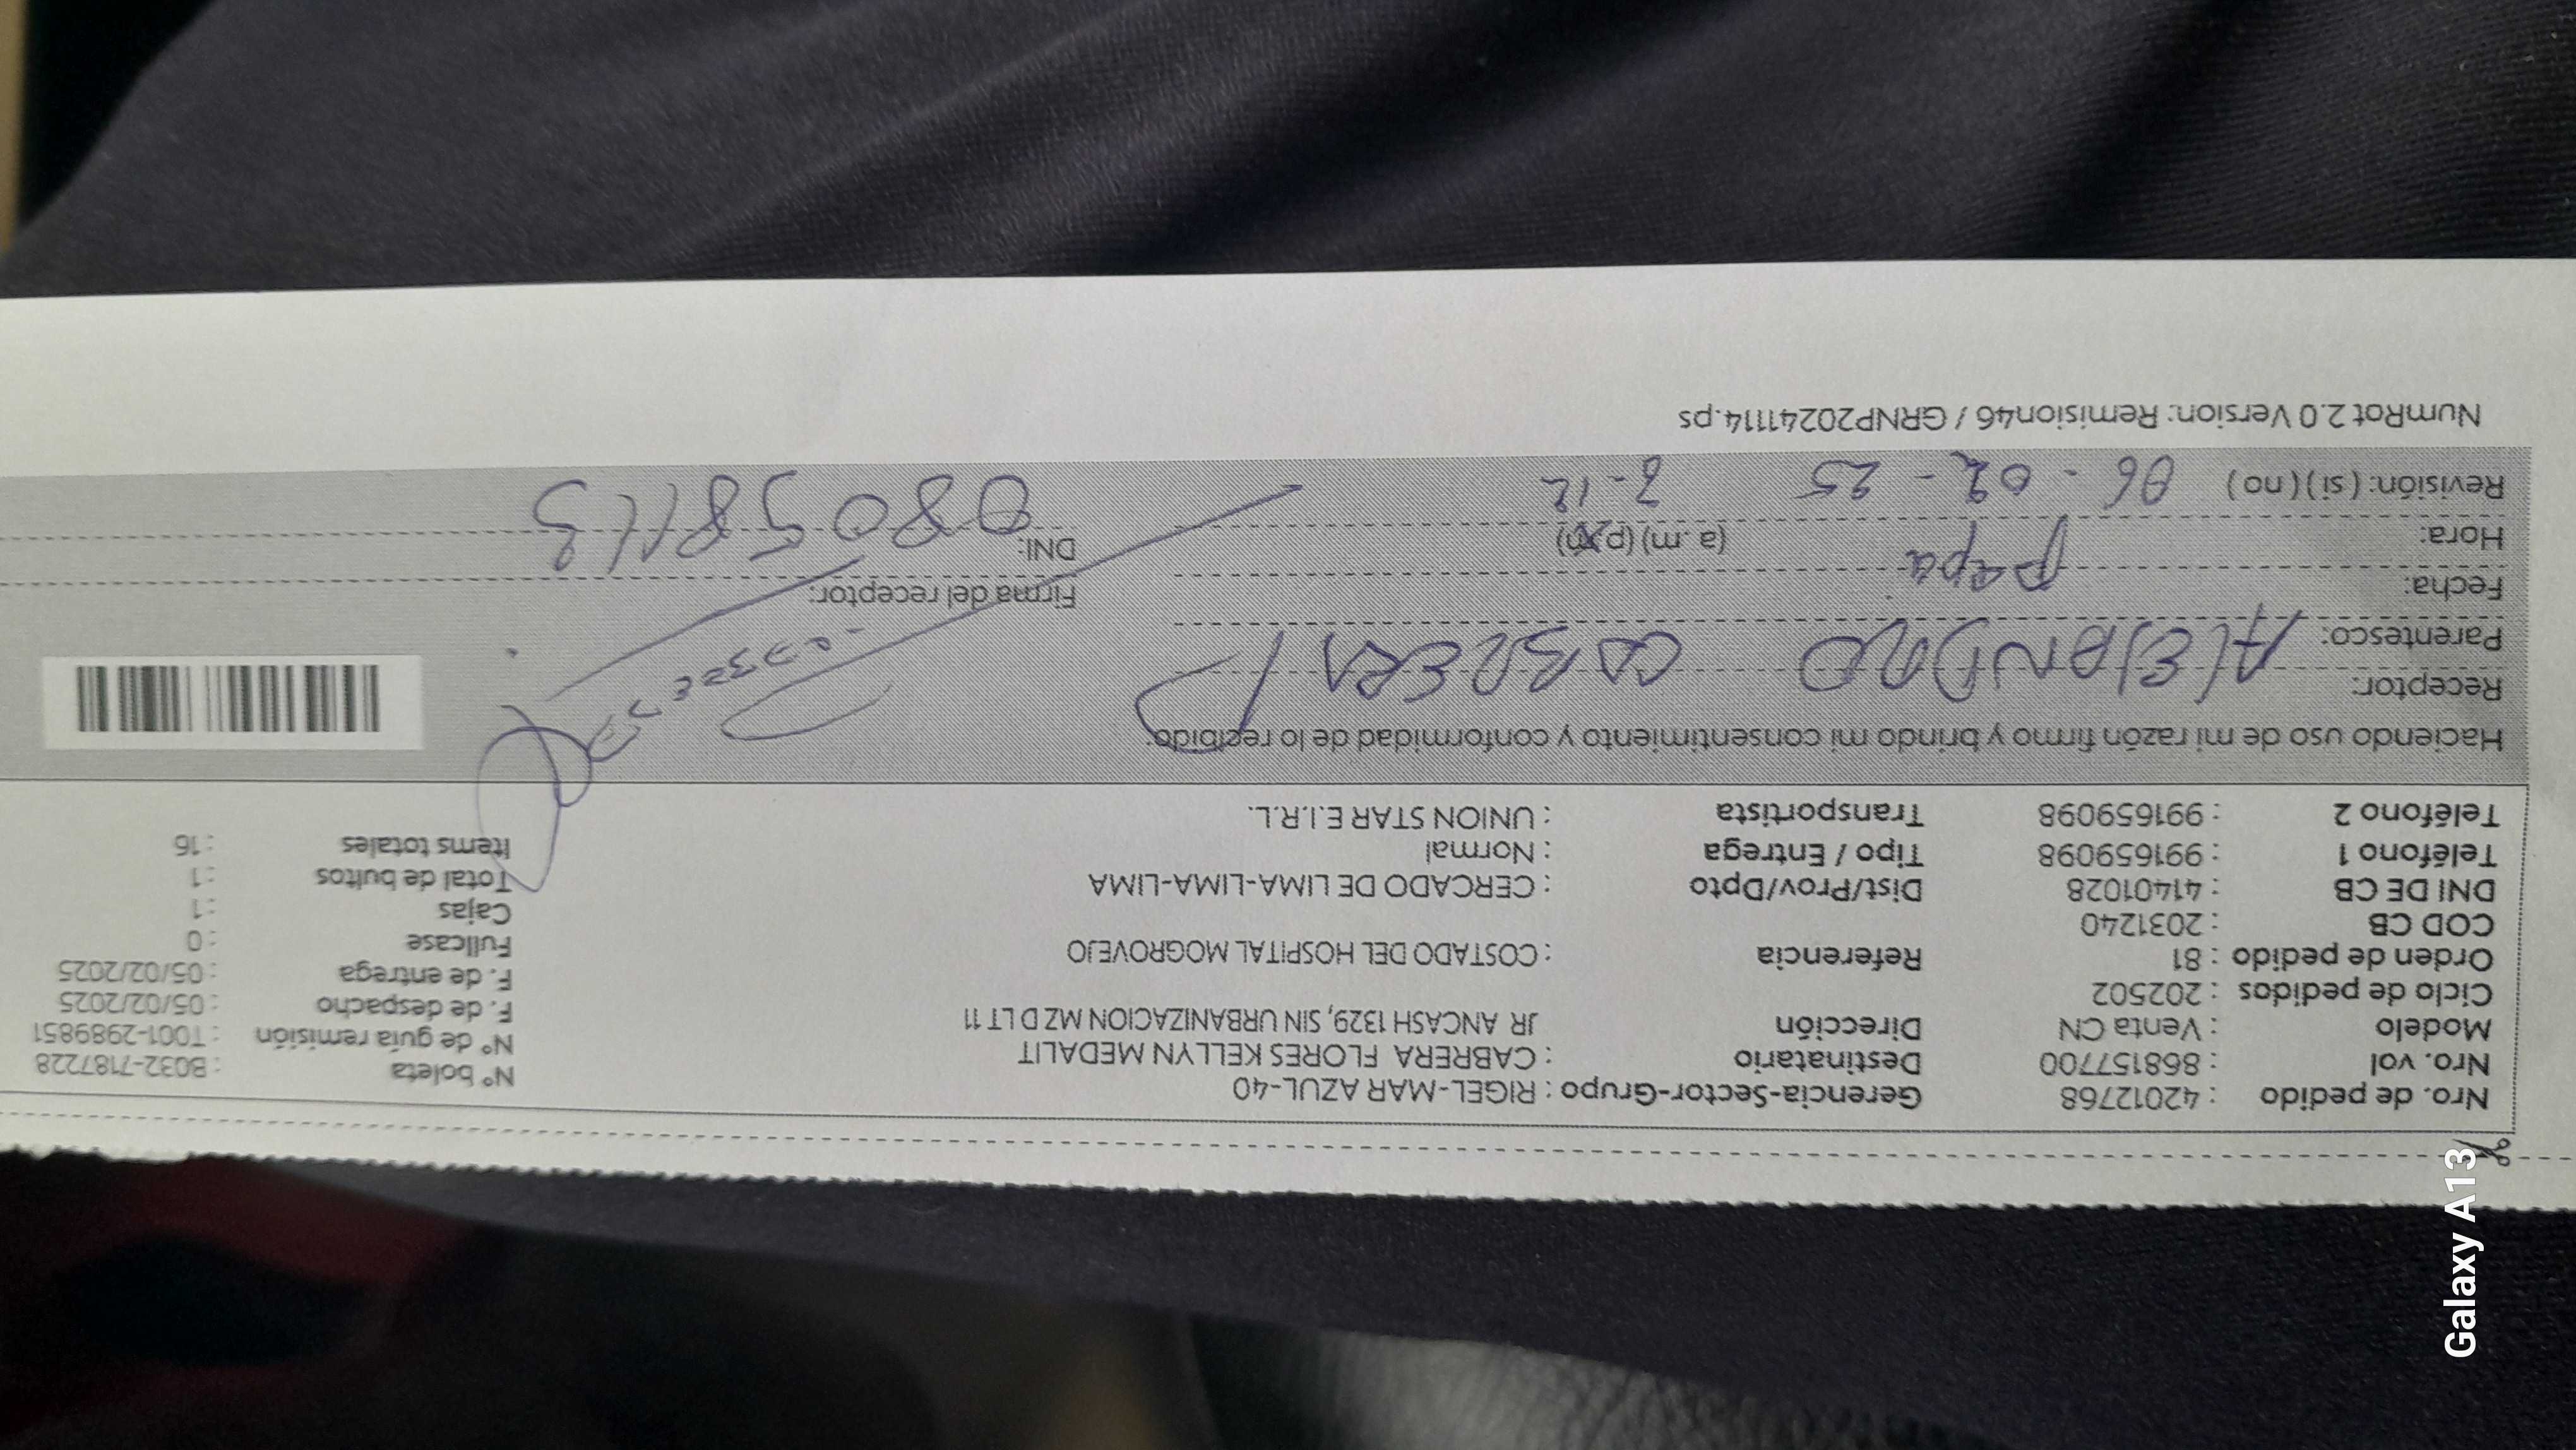 Nro. de pedido : 42012768 Gerencia-Sector-Grupo : RIGEL-MAR AZUL-40 N° boleta : B032-7187228
Nro. vol : 868157700 Destinatario : CABRERA FLORES KELLYN MEDALIT N° de guía remisión : T001-2989851
Modelo : Venta CN Dirección JR ANCASH 1329, SIN URBANIZACION MZ D LT 11 F. de despacho : 05/02/2025
Ciclo de pedidos : 202502 F. de entrega : 05/02/2025
Orden de pedido : 81 Referencia : COSTADO DEL HOSPITAL MOGROVEJO Fullcase : 0
COD CB : 2031240 Cajas : 1
DNI DE CB : 41401028 Dist/Prov/Dpto : CERCADO DE LIMA-LIMA-LIMA Total de bultos : 1
Teléfono 1 : 991659098 Tipo / Entrega : Normal Items totales : 16
Teléfono 2 : 991659098 Transportista : UNION STAR E.I.R.L.
Haciendo uso de mi razón firmo y brindo mi consentimiento y conformidad de lo recibido:
Receptor: ALEJANDRO CABRERA
Parentesco:
Fecha: papa Firma del receptor:
Hora: (a.m) (p.m) DNI:
Revisión: (si) (no) 06 - 02 - 25
NumRot 2.0 Version: Remision46 / GRNP20241114.ps
Galaxy A13